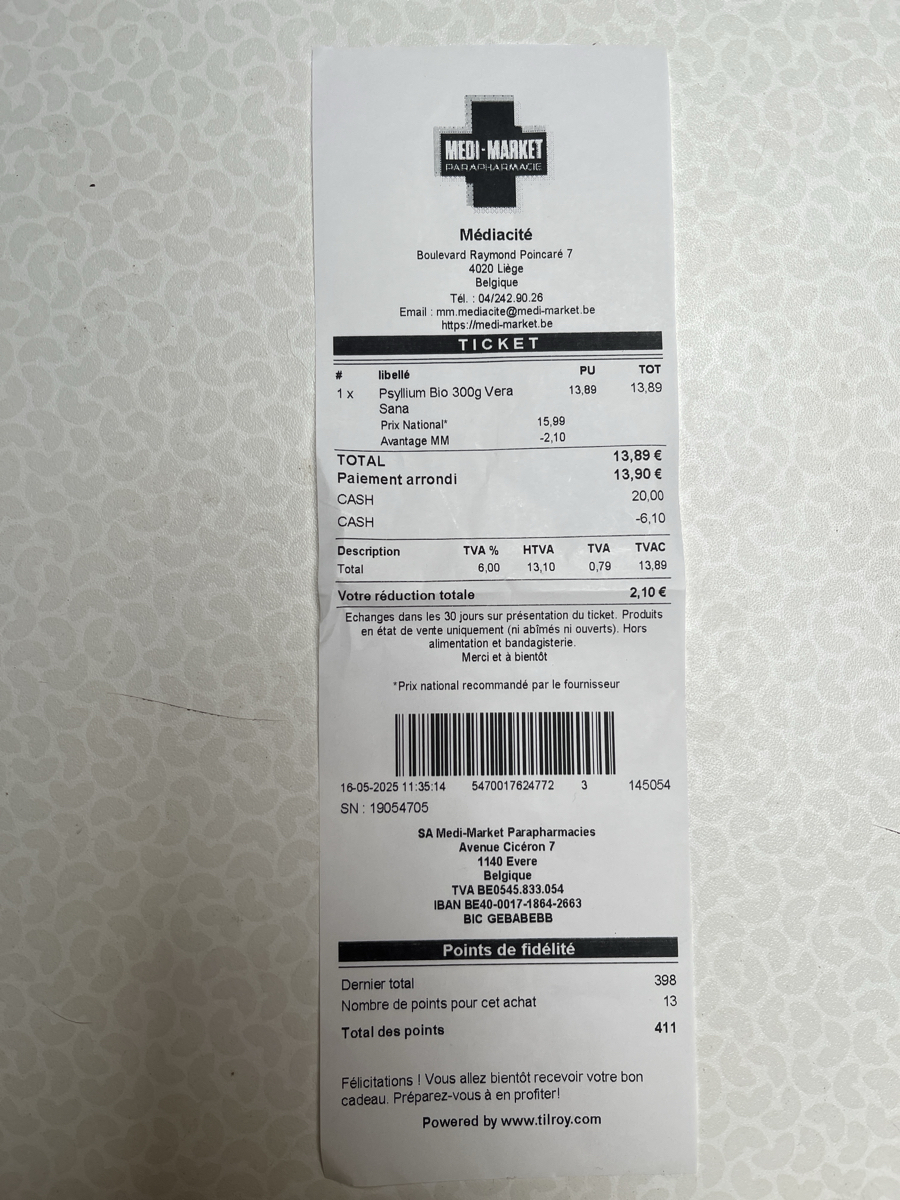 MEDI-MARKET
PARAPHARMACIE
Médiacité
Boulevard Raymond Poincaré 7
4020 Liège
Belgique
Tél. : 04/242.90.26
Email : mm.mediacite@medi-market.be
https://medi-market.be
TICKET
# libellé PU TOT
1 x Psyllium Bio 300g Vera 13,89 13,89
Sana
Prix National* 15,99
Avantage MM -2,10
TOTAL 13,89 €
Paiement arrondi 13,90 €
CASH 20,00
CASH -6,10
Description TVA % HTVA TVA TVAC
Total 6,00 13,10 0,79 13,89
Votre réduction totale 2,10 €
Echanges dans les 30 jours sur présentation du ticket. Produits
en état de vente uniquement (ni abîmés ni ouverts). Hors
alimentation et bandagisterie.
Merci et à bientôt
*Prix national recommandé par le fournisseur
16-05-2025 11:35:14 5470017624772 3 145054
SN : 19054705
SA Medi-Market Parapharmacies
Avenue Cicéron 7
1140 Evere
Belgique
TVA BE0545.833.054
IBAN BE40-0017-1864-2663
BIC GEBABEBB
Points de fidélité
Dernier total 398
Nombre de points pour cet achat 13
Total des points 411
Félicitations ! Vous allez bientôt recevoir votre bon
cadeau. Préparez-vous à en profiter!
Powered by www.tilroy.com